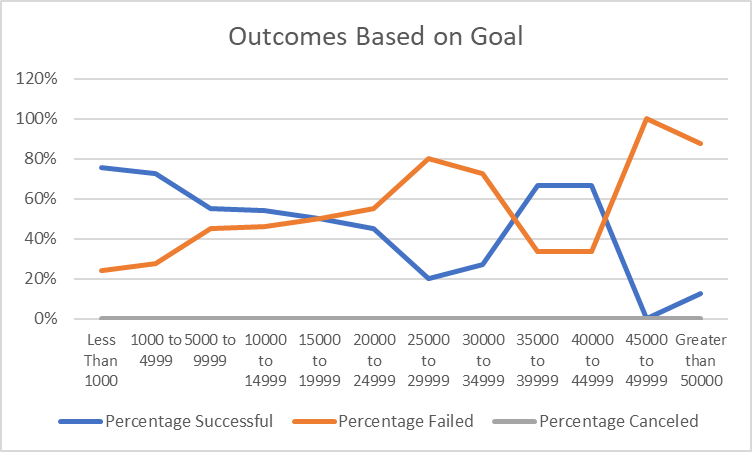 Outcomes Based on Goal
120%
100%
80%
60%
40%
20%
0%
Less Than 1000
1000 to 4999
5000 to 9999
10000 to 14999
15000 to 19999
20000 to 24999
25000 to 29999
30000 to 34999
35000 to 39999
40000 to 44999
45000 to 49999
Greater than 50000
Percentage Successful
Percentage Failed
Percentage Canceled